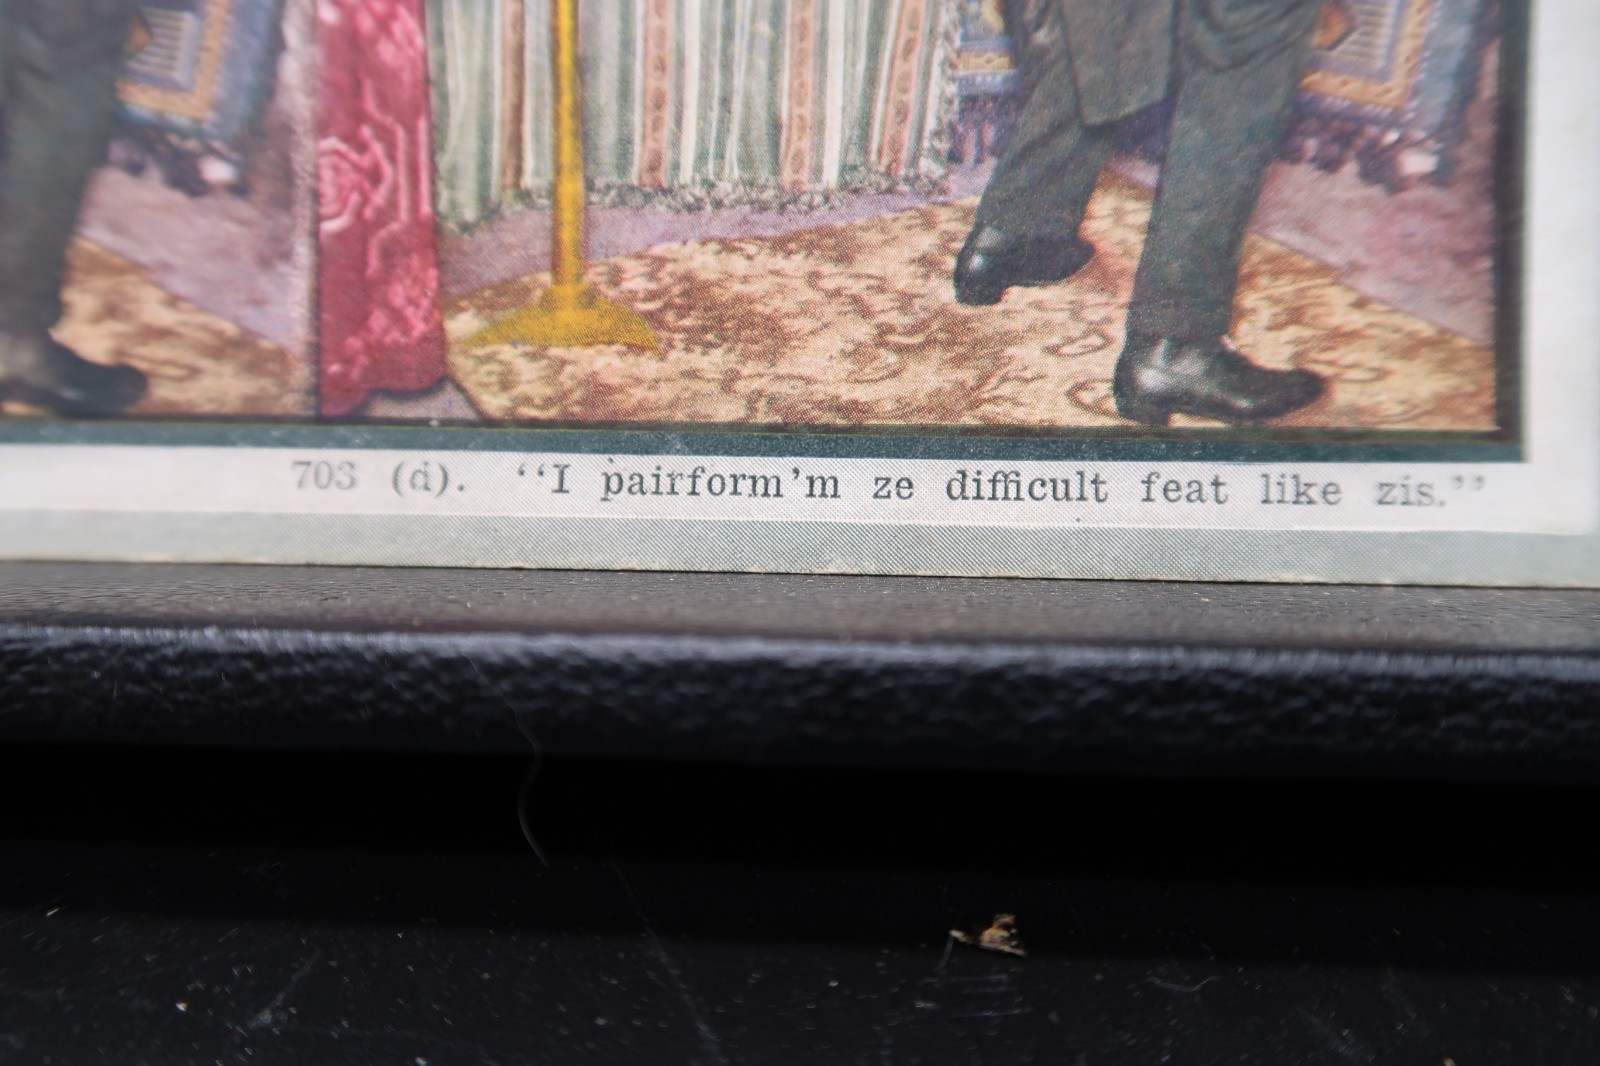 703 (d). “I pairform’m ze difficult feat like zis.”